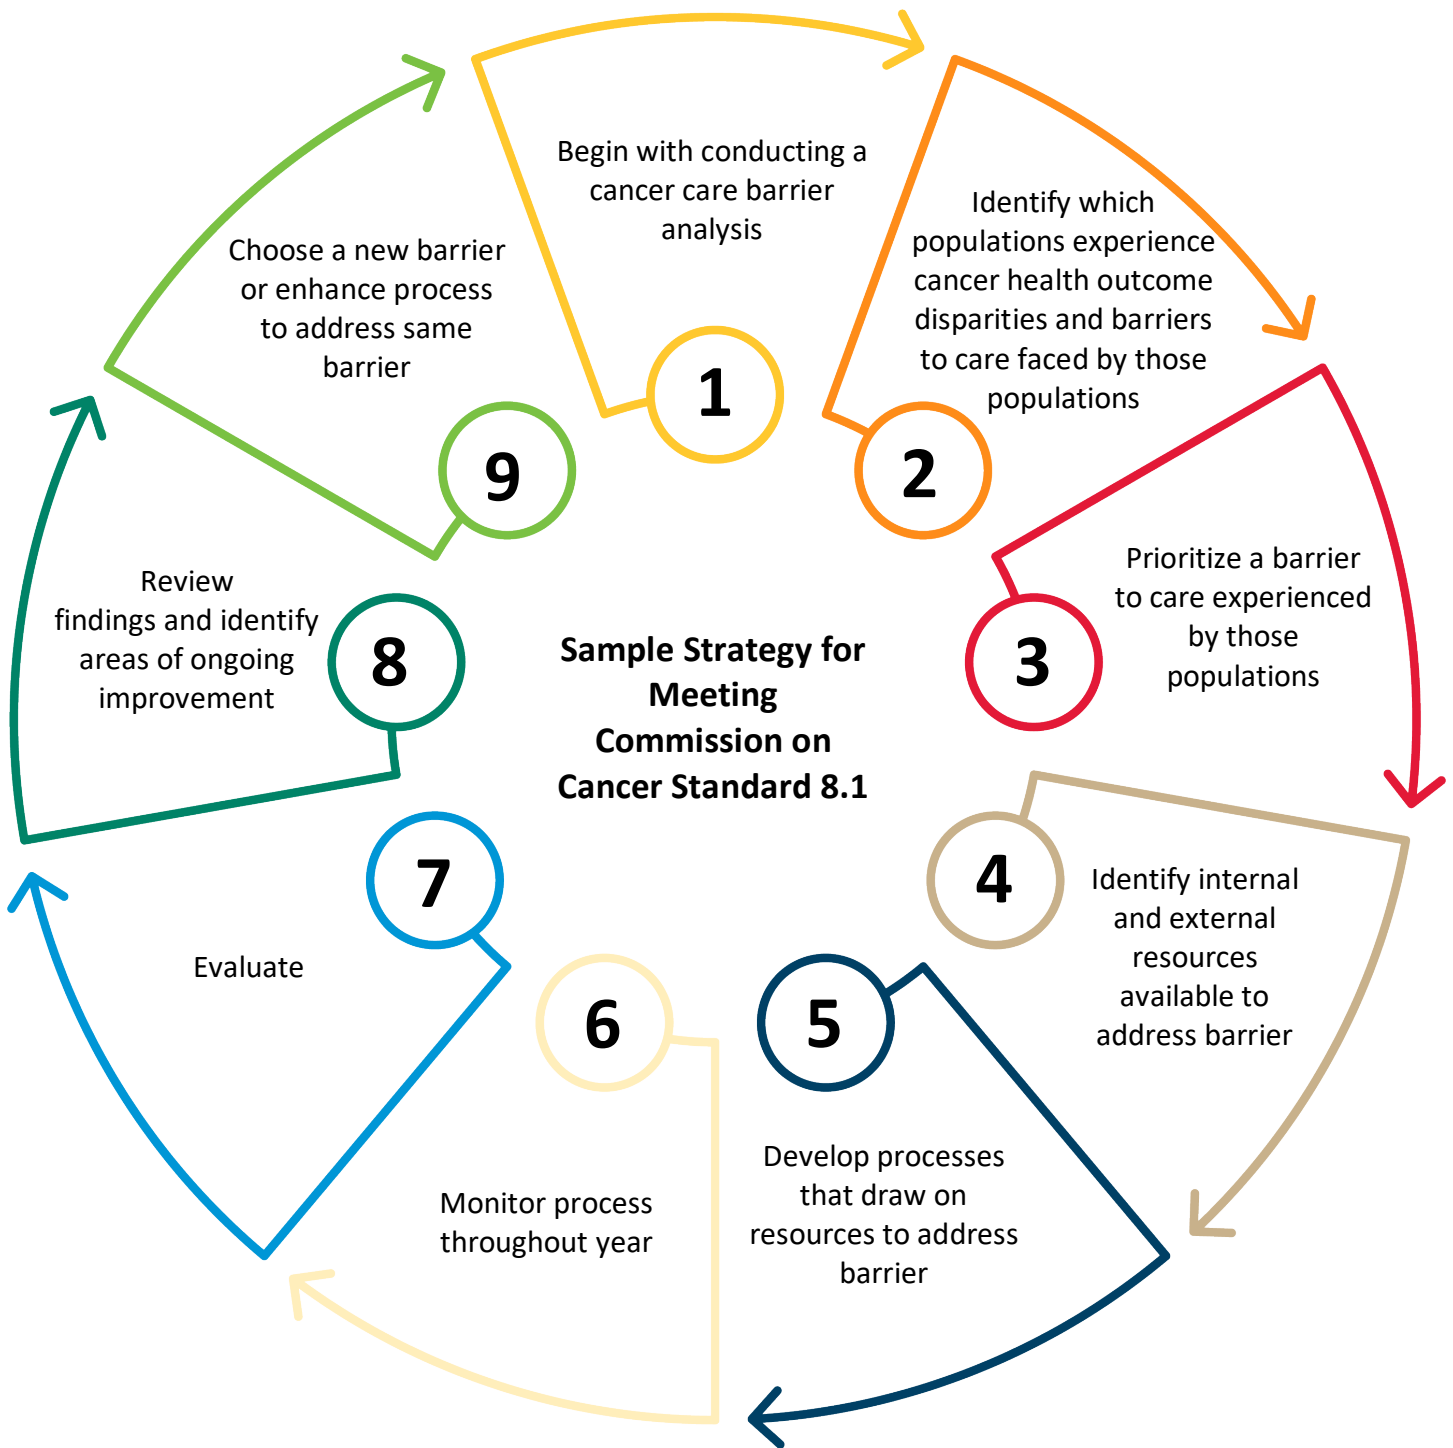 Sample Strategy for
Meeting
Commission on
Cancer Standard 8.1
1
Begin with conducting a
cancer care barrier
analysis
2
Identify which
populations experience
cancer health outcome
disparities and barriers
to care faced by those
populations
3
Prioritize a barrier
to care experienced
by those
populations
4
Identify internal
and external
resources
available to
address barrier
5
Develop processes
that draw on
resources to address
barrier
6
Monitor process
throughout year
7
Evaluate
8
Review
findings and identify
areas of ongoing
improvement
9
Choose a new barrier
or enhance process
to address same
barrier